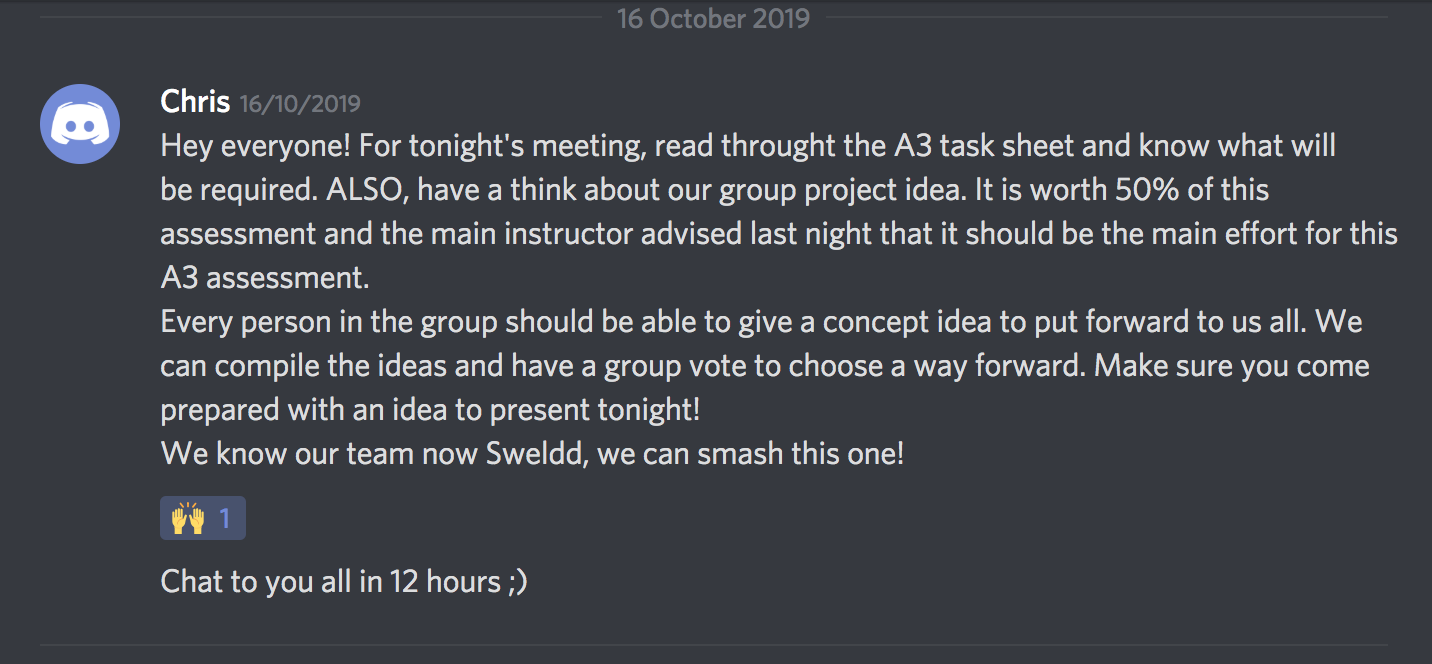 16 October 2019
Chris 16/10/2019
Hey everyone! For tonight's meeting, read throught the A3 task sheet and know what will
be required. ALSO, have a think about our group project idea. It is worth 50% of this
assessment and the main instructor advised last night that it should be the main effort for this
A3 assessment.
Every person in the group should be able to give a concept idea to put forward to us all. We
can compile the ideas and have a group vote to choose a way forward. Make sure you come
prepared with an idea to present tonight!
We know our team now Sweldd, we can smash this one!
🙌 1
Chat to you all in 12 hours ;)